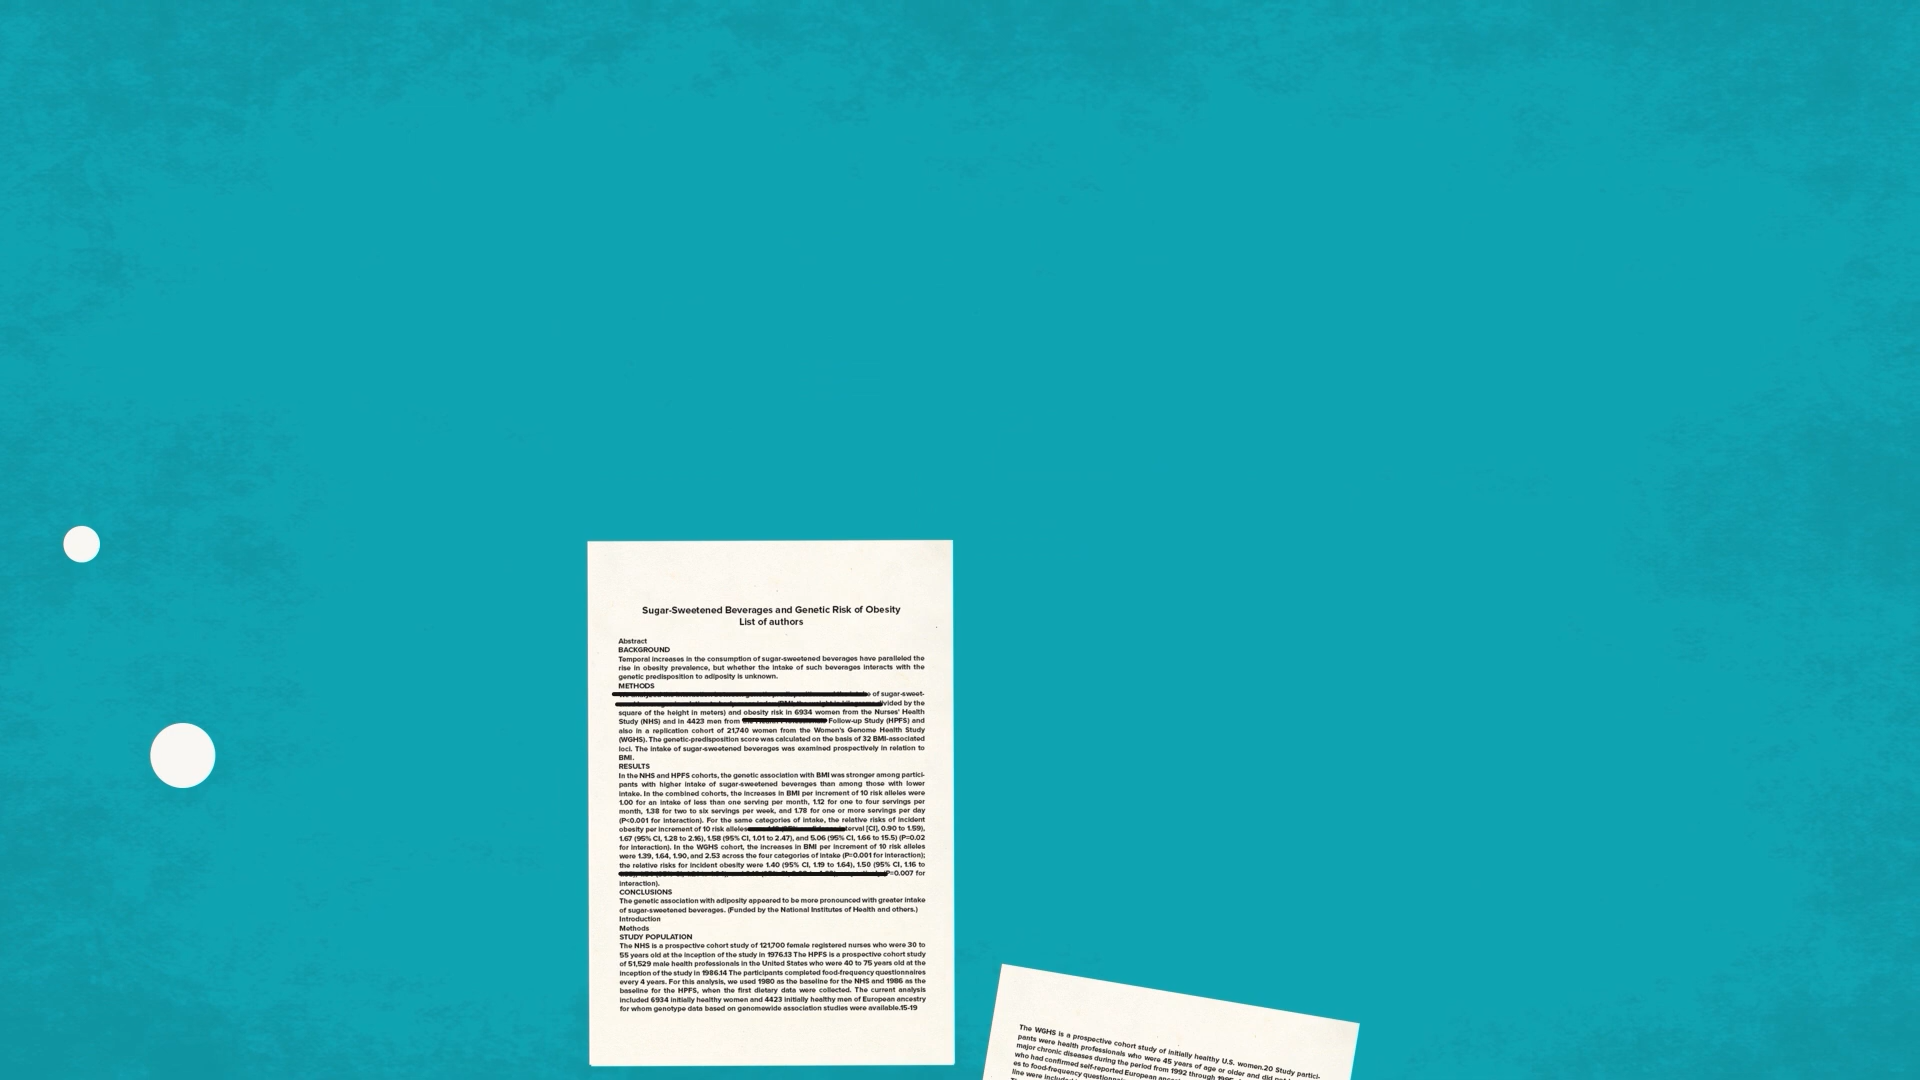 Sugar-Sweetened Beverages and Genetic Risk of Obesity
List of authors
Abstract
BACKGROUND
Temporal increases in the consumption of sugar-sweetened beverages have paralleled the
rise in obesity prevalence, but whether the intake of such beverages interacts with the
genetic predisposition to adiposity is unknown.
METHODS
of sugar-sweet-
divided by the
square of the height in meters) and obesity risk in 6934 women from the Nurses' Health
Study (NHS) and in 4423 men from Follow-up Study (HPFS) and
also in a replication cohort of 21,740 women from the Women's Genome Health Study
(WGHS). The genetic-predisposition score was calculated on the basis of 32 BMI-associated
loci. The intake of sugar-sweetened beverages was examined prospectively in relation to
BMI.
RESULTS
In the NHS and HPFS cohorts, the genetic association with BMI was stronger among partici-
pants with higher intake of sugar-sweetened beverages than among those with lower
intake. In the combined cohorts, the increases in BMI per increment of 10 risk alleles were
1.00 for an intake of less than one serving per month, 1.12 for one to four servings per
month, 1.38 for two to six servings per week, and 1.78 for one or more servings per day
(P<0.001 for interaction). For the same categories of intake, the relative risks of incident
obesity per increment of 10 risk alleles interval [CI], 0.90 to 1.59),
1.67 (95% CI, 1.28 to 2.16), 1.58 (95% CI, 1.01 to 2.47), and 5.06 (95% CI, 1.66 to 15.5) (P=0.02
for interaction). In the WGHS cohort, the increases in BMI per increment of 10 risk alleles
were 1.39, 1.64, 1.90, and 2.53 across the four categories of intake (P=0.001 for interaction);
the relative risks for incident obesity were 1.40 (95% CI, 1.19 to 1.64), 1.50 (95% CI, 1.16 to
(P=0.007 for
interaction).
CONCLUSIONS
The genetic association with adiposity appeared to be more pronounced with greater intake
of sugar-sweetened beverages. (Funded by the National Institutes of Health and others.)
Introduction
Methods
STUDY POPULATION
The NHS is a prospective cohort study of 121,700 female registered nurses who were 30 to
55 years old at the inception of the study in 1976.13 The HPFS is a prospective cohort study
of 51,529 male health professionals in the United States who were 40 to 75 years old at the
inception of the study in 1986.14 The participants completed food-frequency questionnaires
every 4 years. For this analysis, we used 1980 as the baseline for the NHS and 1986 as the
baseline for the HPFS, when the first dietary data were collected. The current analysis
included 6934 initially healthy women and 4423 initially healthy men of European ancestry
for whom genotype data based on genomewide association studies were available.15-19
The WGHS is a prospective cohort study of initially healthy U.S. women.20 Study partici-
pants were health professionals who were 45 years of age or older and did not
major chronic diseases during the period from 1992 through
who had confirmed self-reported European
es to food-frequency
line were included